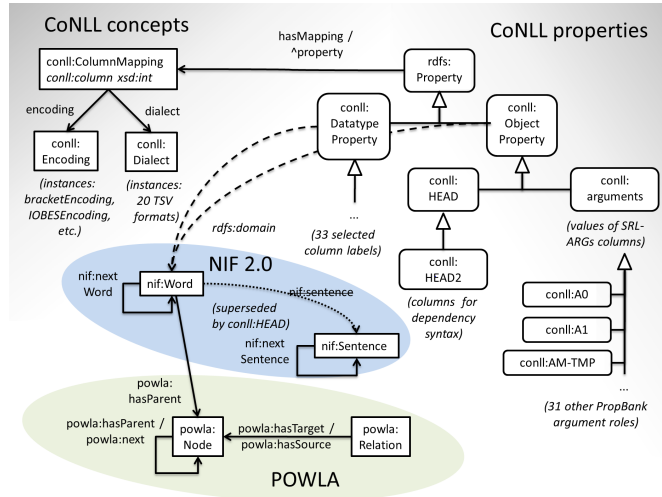 CoNLL concepts
CoNLL properties
hasMapping /
^property
conll:ColumnMapping
conll:column xsd:int
rdfs:
Property
encoding
dialect
conll:
Encoding
conll:
Dialect
conll:
Datatype
Property
conll:
Object
Property
(instances:
bracketEncoding,
IOBESEncoding,
etc.)
(instances:
20 TSV
formats)
rdfs:domain
...
(33 selected
column labels)
conll:
HEAD
conll:
arguments
(values of SRL-
ARGs columns)
conll:
HEAD2
(columns for
dependency
syntax)
conll:A0
conll:A1
conll:AM-TMP
...
(31 other PropBank
argument roles)
NIF 2.0
nif:next
Word
nif:Word
nif:sentence
(superseded
by conll:HEAD)
nif:next
Sentence
nif:Sentence
powla:
hasParent
powla:hasParent /
powla:next
powla:
Node
powla:hasTarget /
powla:hasSource
powla:
Relation
POWLA